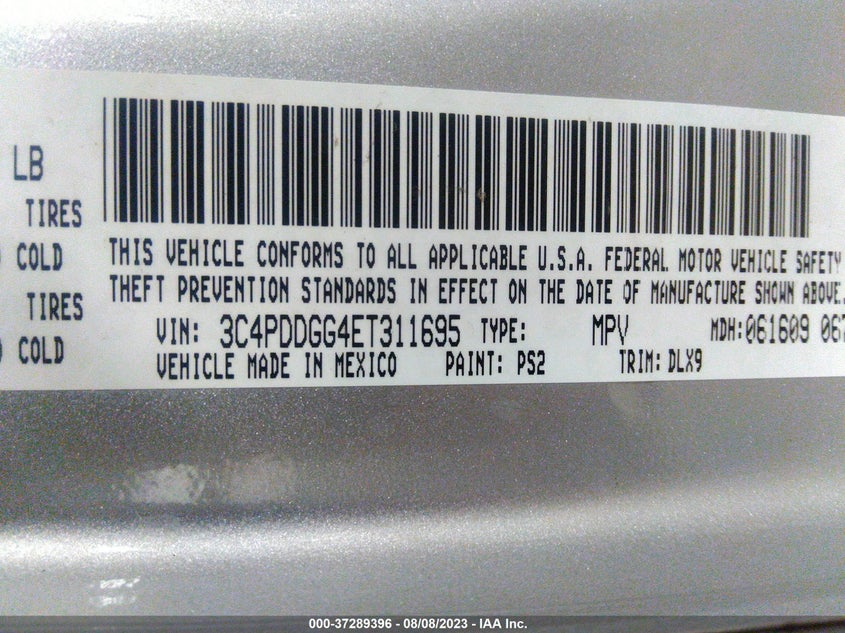 LB
TIRES
COLD
TIRES
COLD
THIS VEHICLE CONFORMS TO ALL APPLICABLE U.S.A. FEDERAL MOTOR VEHICLE SAFETY
THEFT PREVENTION STANDARDS IN EFFECT ON THE DATE OF MANUFACTURE SHOWN ABOVE.
VIN: 3C4PDDGG4ET311695 TYPE: MPV MDH:061609 067
VEHICLE MADE IN MEXICO PAINT: PS2 TRIM: DLX9
000-37289396 - 08/08/2023 - IAA Inc.